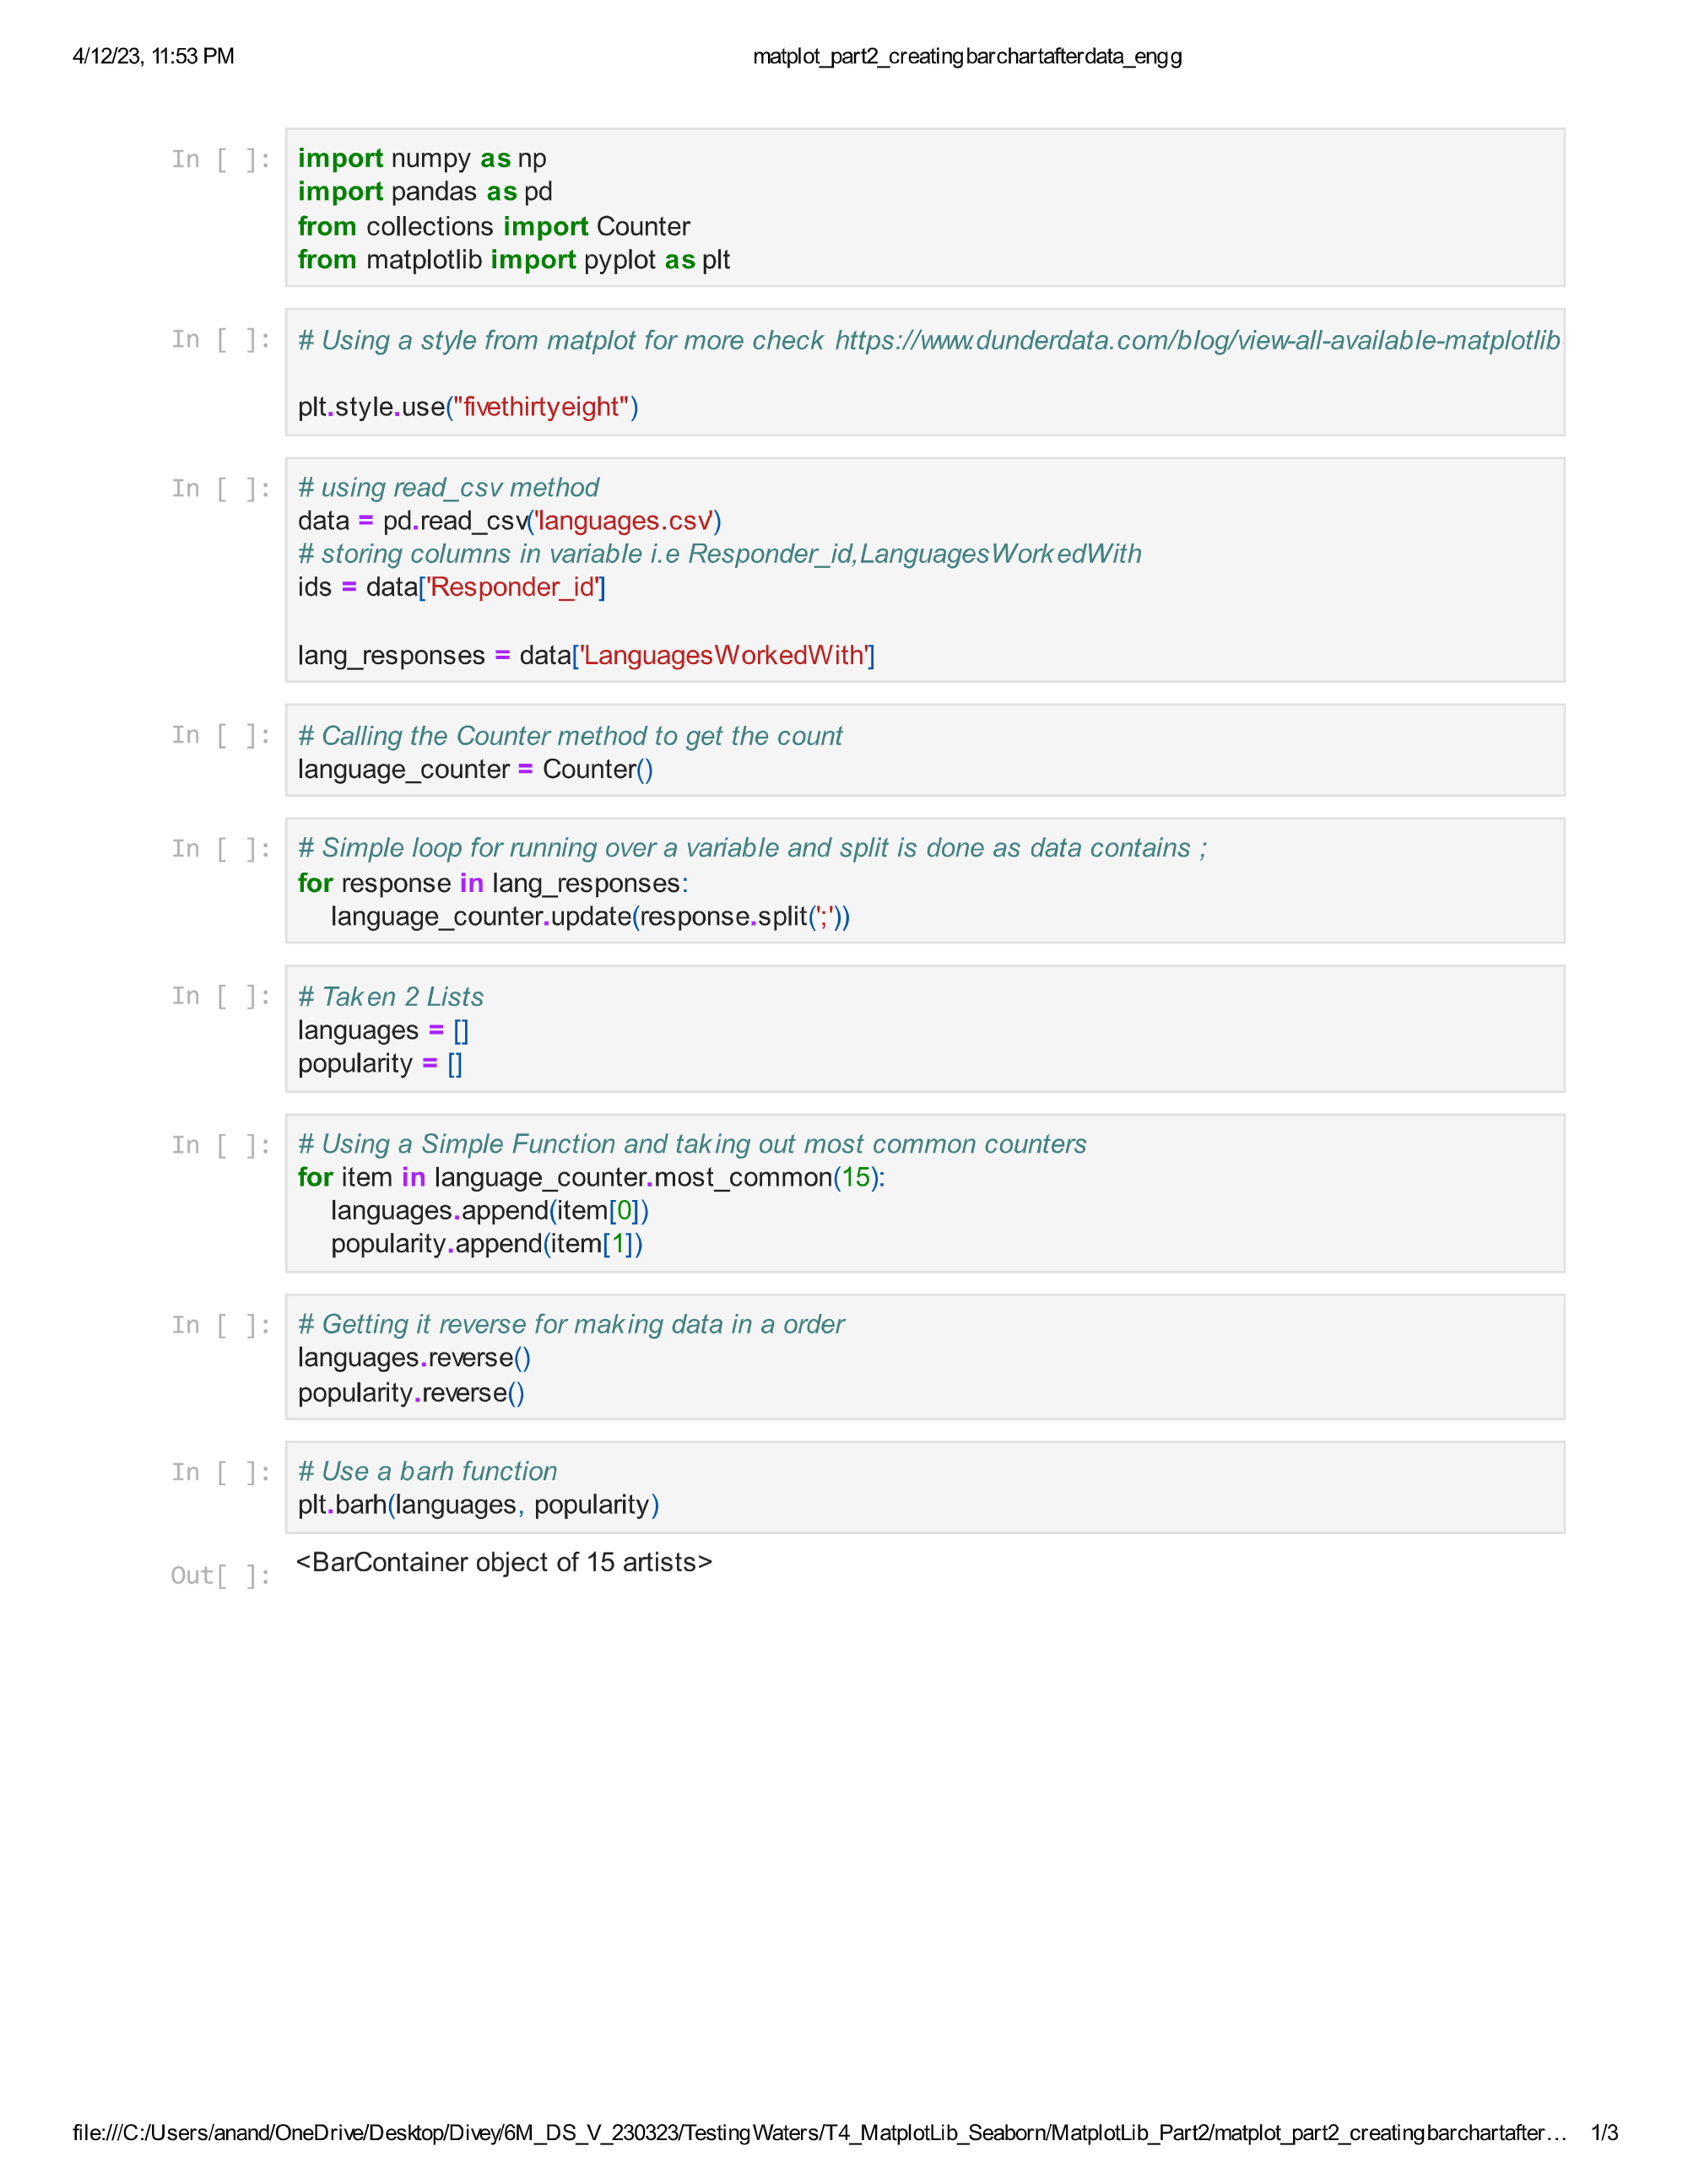 4/12/23, 11:53 PM
matplot_part2_creatingbarchartafterdata_engg
In [ ]:
import numpy as np
import pandas as pd
from collections import Counter
from matplotlib import pyplot as plt
In [ ]:
# Using a style from matplot for more check https://www.dunderdata.com/blog/view-all-available-matplotlib-
plt.style.use("fivethirtyeight")
In [ ]:
# using read_csv method
data = pd.read_csv('languages.csv')
# storing columns in variable i.e Responder_id,LanguagesWorkedWith
ids = data['Responder_id']
lang_responses = data['LanguagesWorkedWith']
In [ ]:
# Calling the Counter method to get the count
language_counter = Counter()
In [ ]:
# Simple loop for running over a variable and split is done as data contains ;
for response in lang_responses:
    language_counter.update(response.split(';'))
In [ ]:
# Taken 2 Lists
languages = []
popularity = []
In [ ]:
# Using a Simple Function and taking out most common counters
for item in language_counter.most_common(15):
    languages.append(item[0])
    popularity.append(item[1])
In [ ]:
# Getting it reverse for making data in a order
languages.reverse()
popularity.reverse()
In [ ]:
# Use a barh function
plt.barh(languages, popularity)
Out[ ]:
<BarContainer object of 15 artists>
file:///C:/Users/anand/OneDrive/Desktop/Divey/6M_DS_V_230323/TestingWaters/T4_MatplotLib_Seaborn/MatplotLib_Part2/matplot_part2_creatingbarchartafter… 1/3